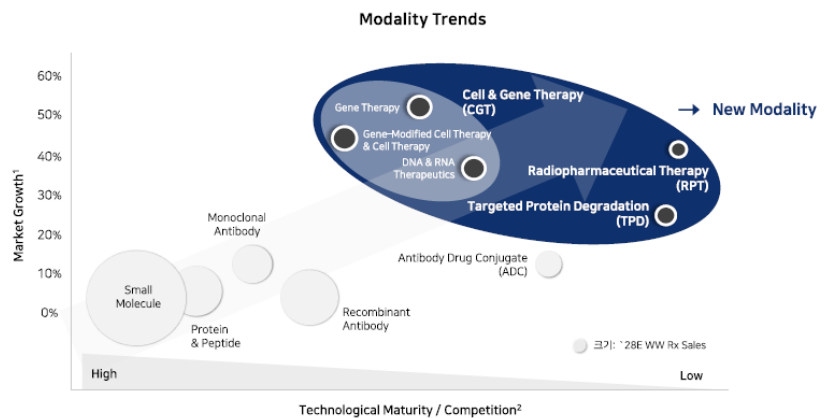 Modality Trends
Market Growth¹
60%
50%
40%
30%
20%
10%
0%
Gene Therapy
Cell & Gene Therapy
(CGT)
Gene-Modified Cell Therapy
& Cell Therapy
DNA & RNA
Therapeutics
→ New Modality
Radiopharmaceutical Therapy
(RPT)
Targeted Protein Degradation
(TPD)
Monoclonal
Antibody
Antibody Drug Conjugate
(ADC)
Small
Molecule
Protein
& Peptide
Recombinant
Antibody
크기: `28E WW Rx Sales
High
Low
Technological Maturity / Competition²